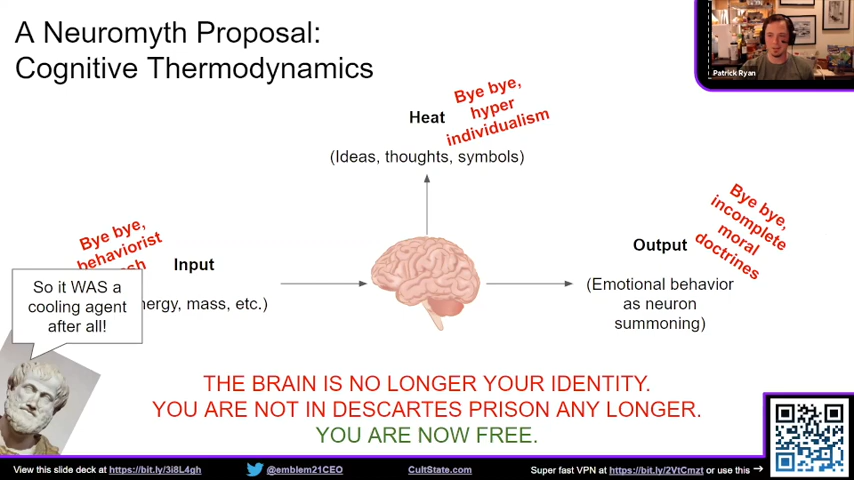 A Neuromyth Proposal:
Cognitive Thermodynamics
Patrick Ryan
Bye bye,
hyper
individualism
Heat
(Ideas, thoughts, symbols)
Bye bye,
behaviorist
Input
Bye bye,
incomplete
moral
doctrines
Output
(Emotional behavior
as neuron
summoning)
So it WAS a
cooling agent
after all!
mass, etc.)
THE BRAIN IS NO LONGER YOUR IDENTITY.
YOU ARE NOT IN DESCARTES PRISON ANY LONGER.
YOU ARE NOW FREE.
View this slide deck at https://bit.ly/3i8L4gh
@emblem21CEO
CultState.com
Super fast VPN at https://bit.ly/2VtCmzt or use this →